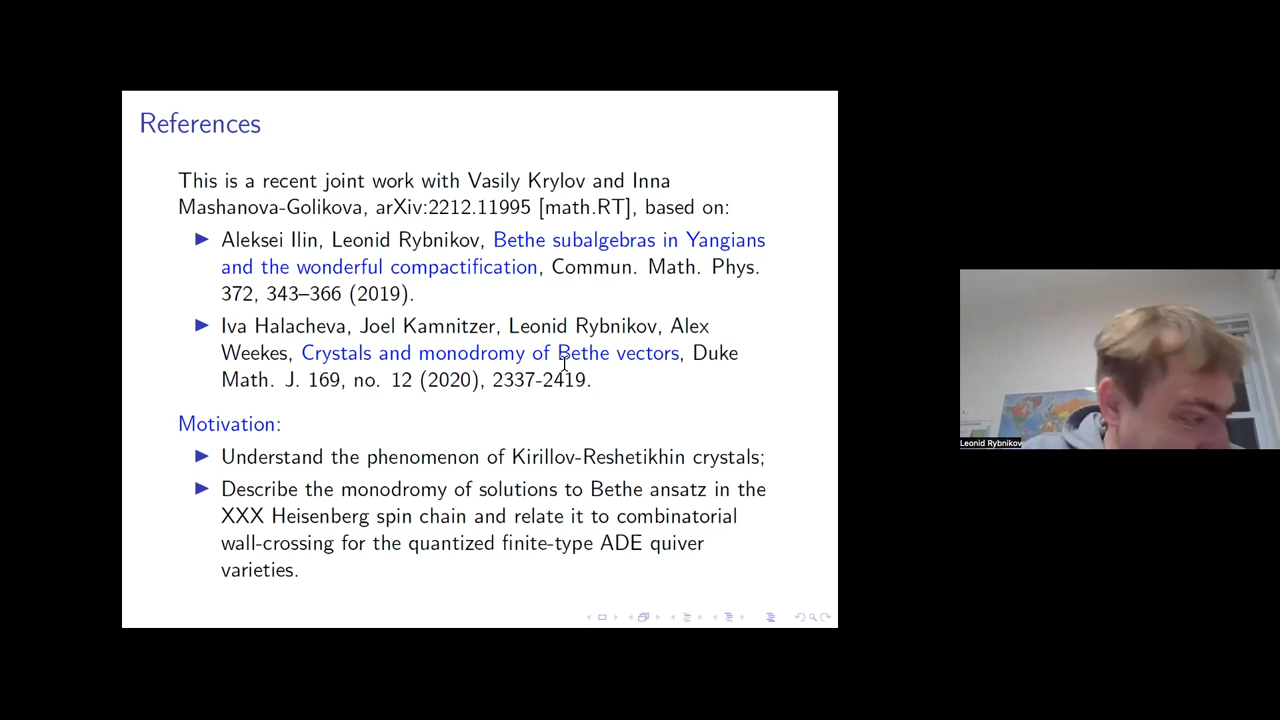 References
This is a recent joint work with Vasily Krylov and Inna
Mashanova-Golikova, arXiv:2212.11995 [math.RT], based on:
Aleksei Ilin, Leonid Rybnikov, Bethe subalgebras in Yangians
and the wonderful compactification, Commun. Math. Phys.
372, 343–366 (2019).
Iva Halacheva, Joel Kamnitzer, Leonid Rybnikov, Alex
Weekes, Crystals and monodromy of Bethe vectors, Duke
Math. J. 169, no. 12 (2020), 2337-2419.
Motivation:
Understand the phenomenon of Kirillov-Reshetikhin crystals;
Describe the monodromy of solutions to Bethe ansatz in the
XXX Heisenberg spin chain and relate it to combinatorial
wall-crossing for the quantized finite-type ADE quiver
varieties.
Leonid Rybnikov